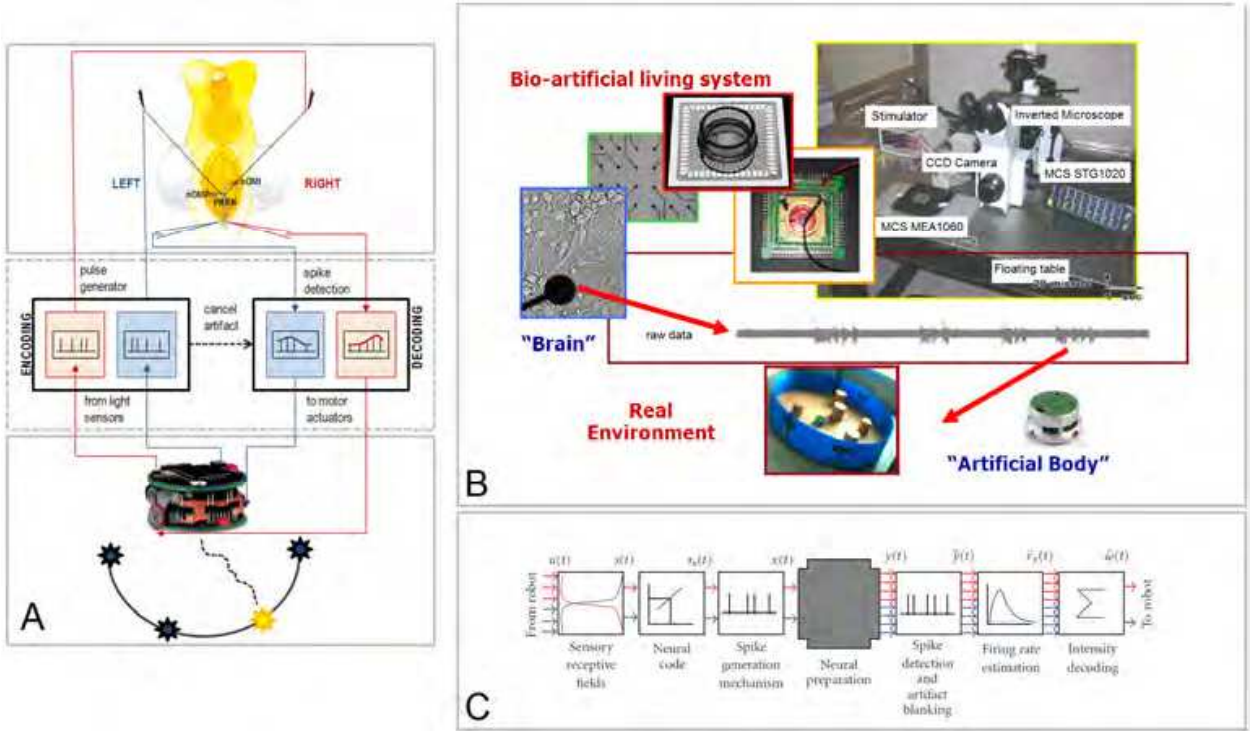 LEFT
RIGHT
nOMI
PRRN
pulse
generator
spike
detection
cancel
artifact
ENCODING
DECODING
from light
sensors
to motor
actuators
A
Bio-artificial living system
Stimulator
Inverted Microscope
CCD Camera
MCS STG1020
MCS MEA1060
Floating table
"Brain"
raw data
Real
Environment
"Artificial Body"
B
From robot
u(t)
s(t)
x(t)
y(t)
To robot
Sensory
receptive
fields
Neural
code
Spike
generation
mechanism
Neural
preparation
Spike
detection
and
artifact
blanking
Firing rate
estimation
Intensity
decoding
C